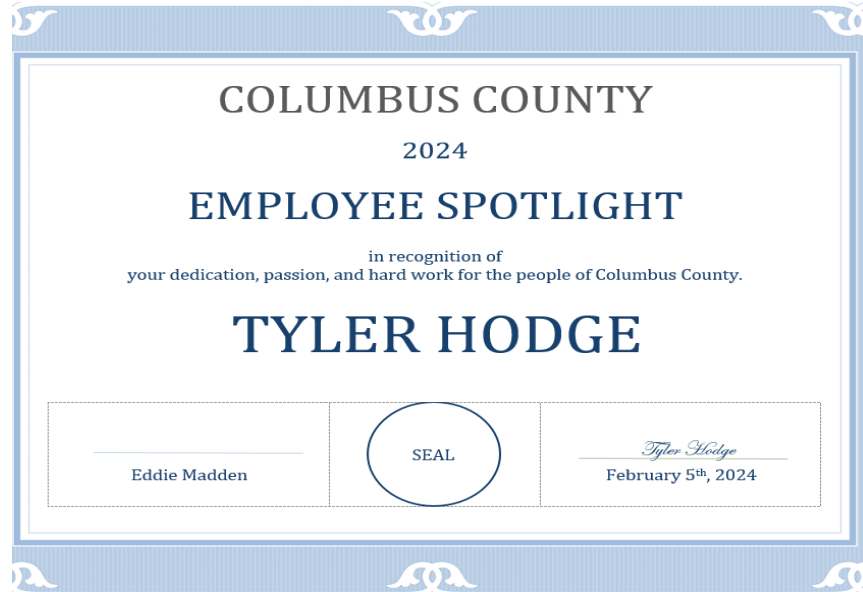 COLUMBUS COUNTY
2024
EMPLOYEE SPOTLIGHT
in recognition of
your dedication, passion, and hard work for the people of Columbus County.
TYLER HODGE
SEAL
Tyler Hodge
Eddie Madden
February 5th, 2024